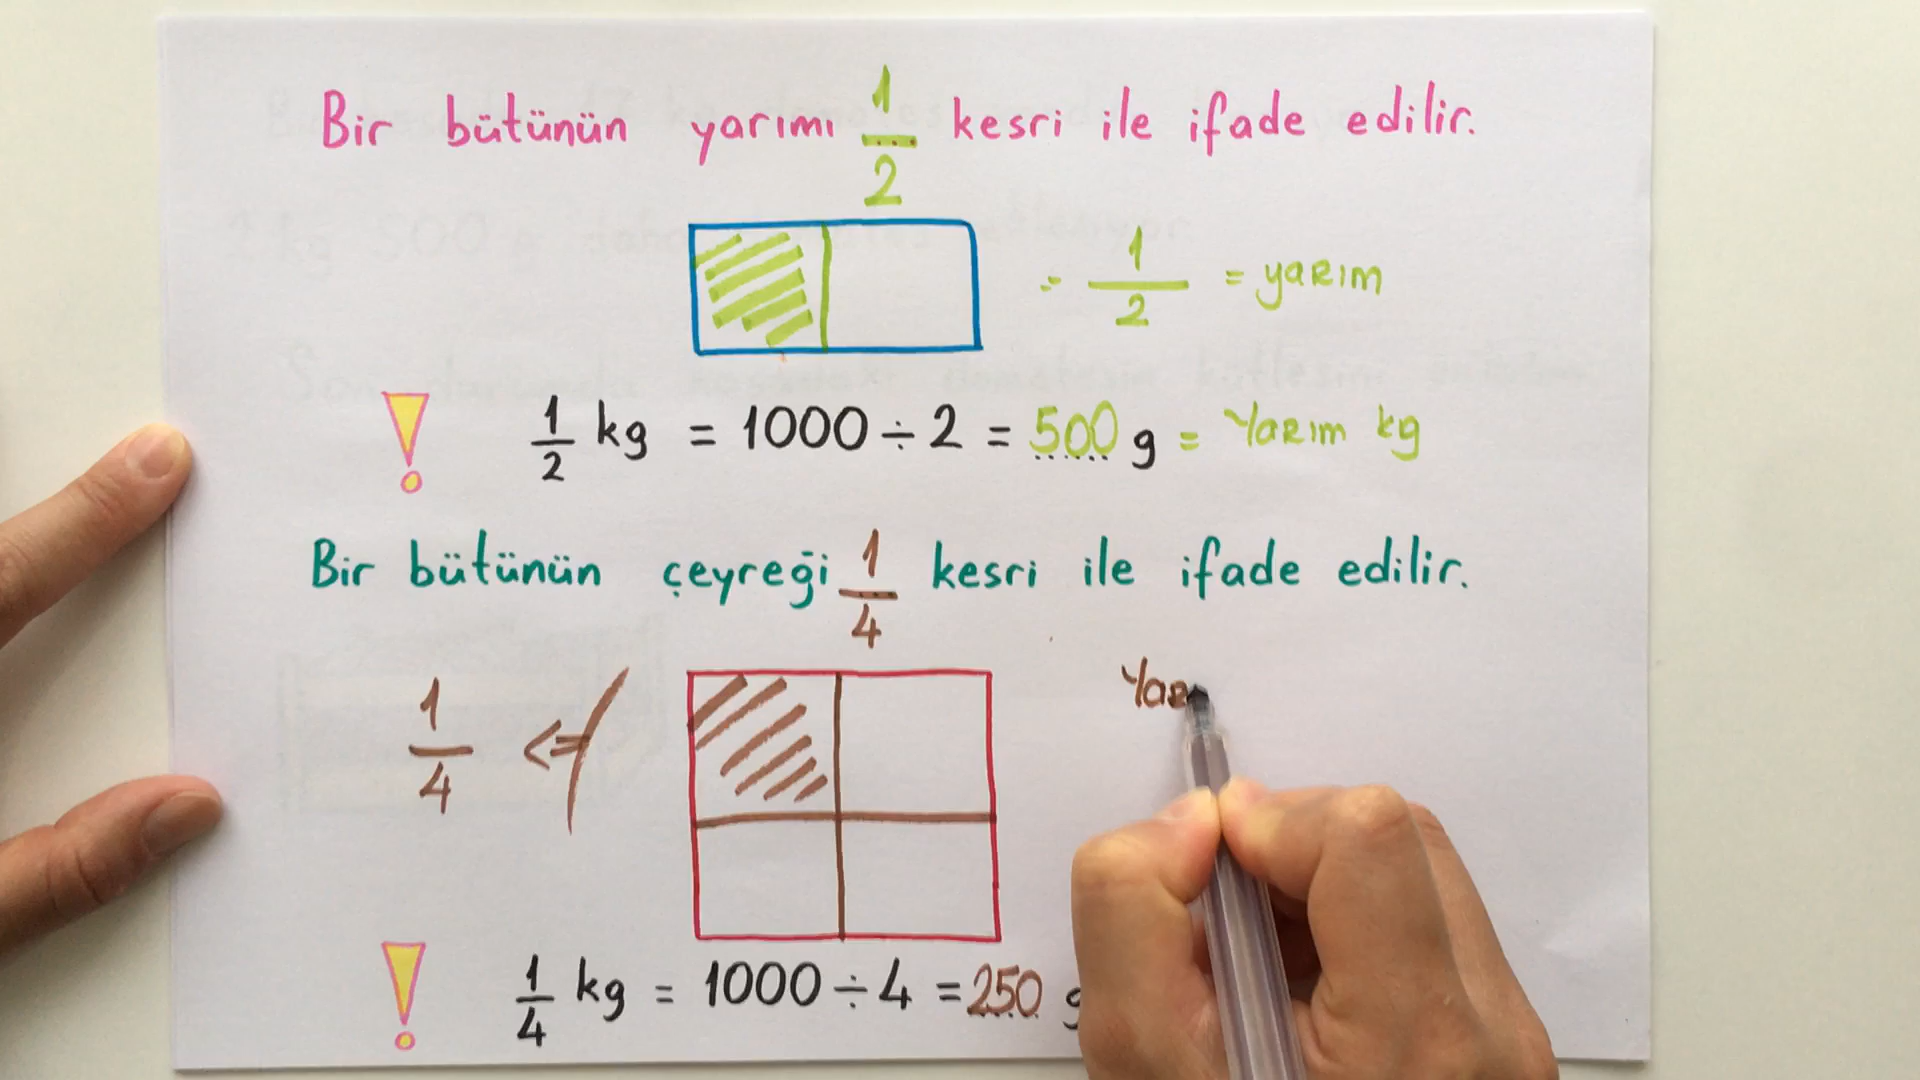 Bir bütünün yarımı 1/2 kesri ile ifade edilir.
÷ 1/2 = yarım
! 1/2 kg = 1000 ÷ 2 = 500 g = Yarım kg
Bir bütünün çeyreği 1/4 kesri ile ifade edilir.
1/4 <=
Yar
! 1/4 kg = 1000 ÷ 4 = 250 g